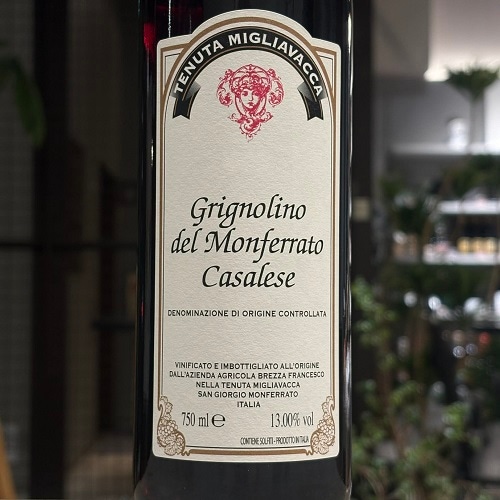 TENUTA MIGLIAVACCA
Grignolino
del Monferrato
Casalese
DENOMINAZIONE DI ORIGINE CONTROLLATA
VINIFICATO E IMBOTTIGLIATO ALL'ORIGINE
DALL'AZIENDA AGRICOLA BREZZA FRANCESCO
NELLA TENUTA MIGLIAVACCA
SAN GIORGIO MONFERRATO
ITALIA
750 ml ℮ 13.00% vol
CONTIENE SOLFITI - PRODOTTO IN ITALIA